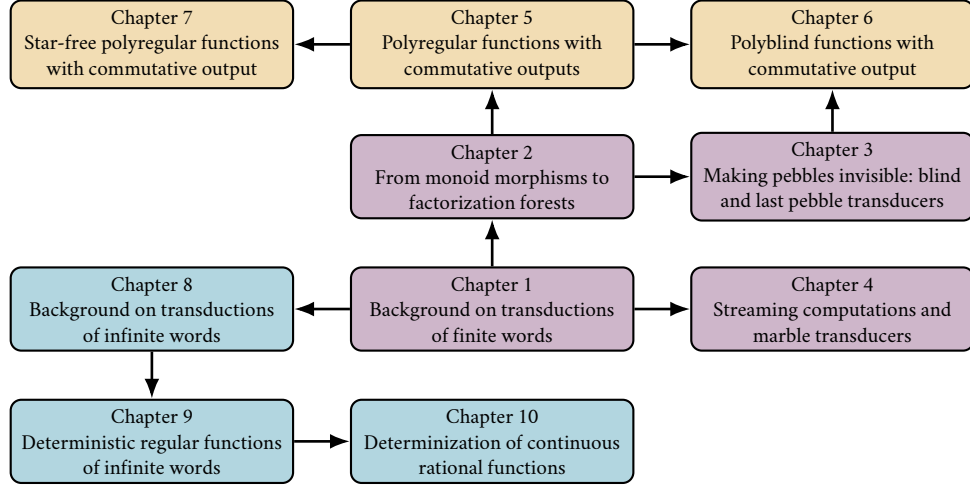 Chapter 7
Star-free polyregular functions
with commutative output
Chapter 5
Polyregular functions with
commutative outputs
Chapter 6
Polyblind functions with
commutative output
Chapter 2
From monoid morphisms to
factorization forests
Chapter 3
Making pebbles invisible: blind
and last pebble transducers
Chapter 8
Background on transductions
of infinite words
Chapter 1
Background on transductions
of finite words
Chapter 4
Streaming computations and
marble transducers
Chapter 9
Deterministic regular functions
of infinite words
Chapter 10
Determinization of continuous
rational functions